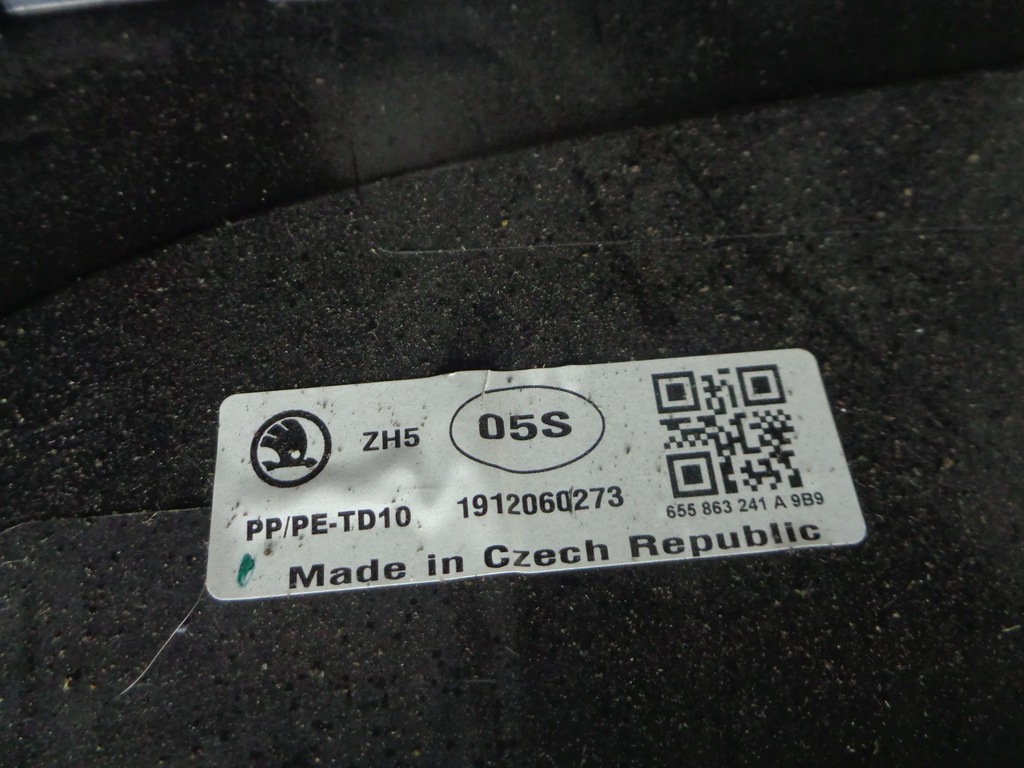 ZH5 05S
PP/PE-TD10 1912060273
655 863 241 A 9B9
Made in Czech Republic